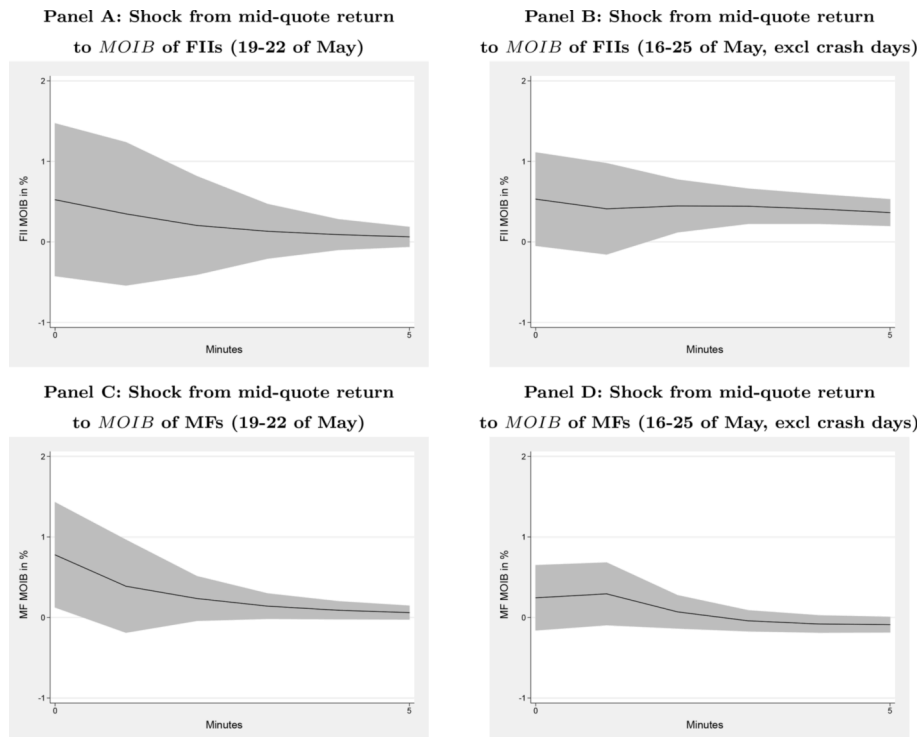 Panel A: Shock from mid-quote return
to MOIB of FIIs (19-22 of May)
2
1
0
-1
FII MOIB in %
0
5
Minutes
Panel B: Shock from mid-quote return
to MOIB of FIIs (16-25 of May, excl crash days)
2
1
0
-1
FII MOIB in %
0
5
Minutes
Panel C: Shock from mid-quote return
to MOIB of MFs (19-22 of May)
2
1
0
-1
MF MOIB in %
0
5
Minutes
Panel D: Shock from mid-quote return
to MOIB of MFs (16-25 of May, excl crash days)
2
1
0
-1
MF MOIB in %
0
5
Minutes